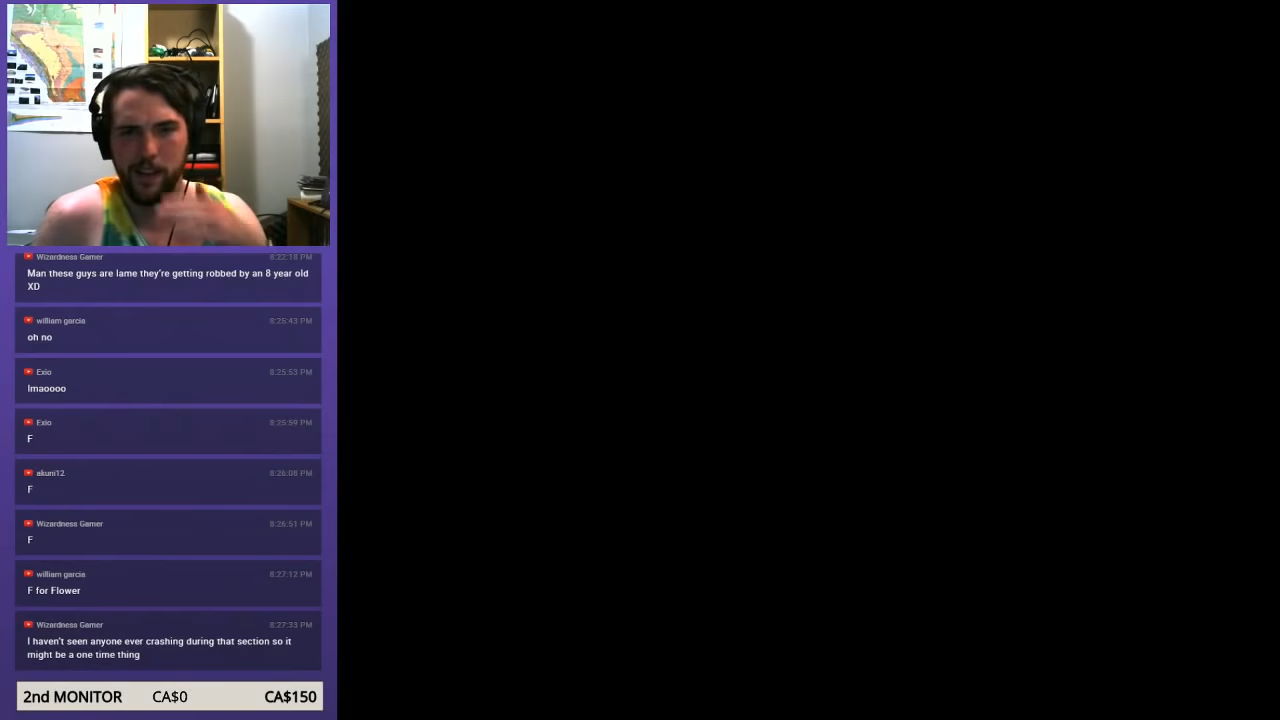 Wizardness Gamer 8:22:18 PM
Man these guys are lame they're getting robbed by an 8 year old
XD
william garcia 8:25:43 PM
oh no
Exio 8:25:53 PM
lmaoooo
Exio 8:25:59 PM
F
akuni12 8:26:08 PM
F
Wizardness Gamer 8:26:51 PM
F
william garcia 8:27:12 PM
F for Flower
Wizardness Gamer 8:27:33 PM
I haven't seen anyone ever crashing during that section so it
might be a one time thing
2nd MONITOR CA$0 CA$150